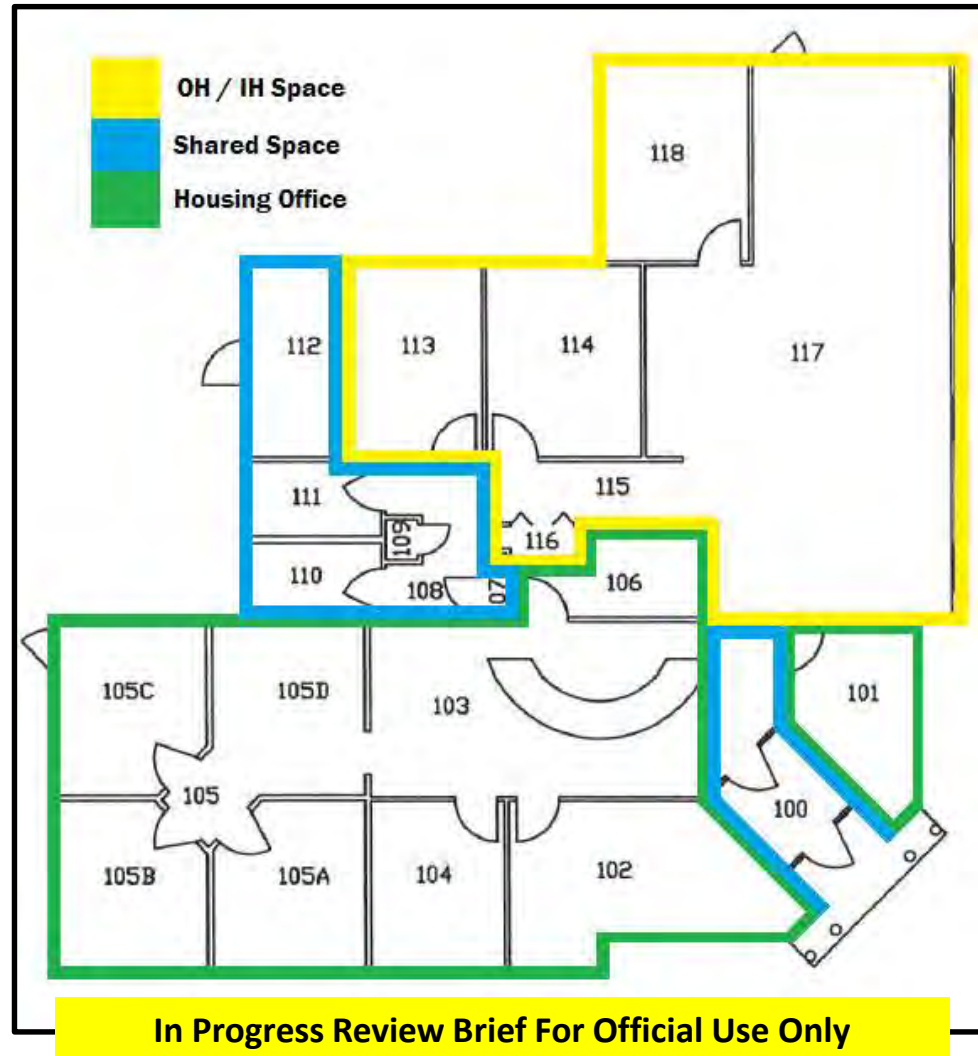 OH / IH Space
Shared Space
Housing Office
118
112
113
114
117
111
115
109
116
110
108
07
106
105C
105D
103
101
105
100
105B
105A
104
102
In Progress Review Brief For Official Use Only